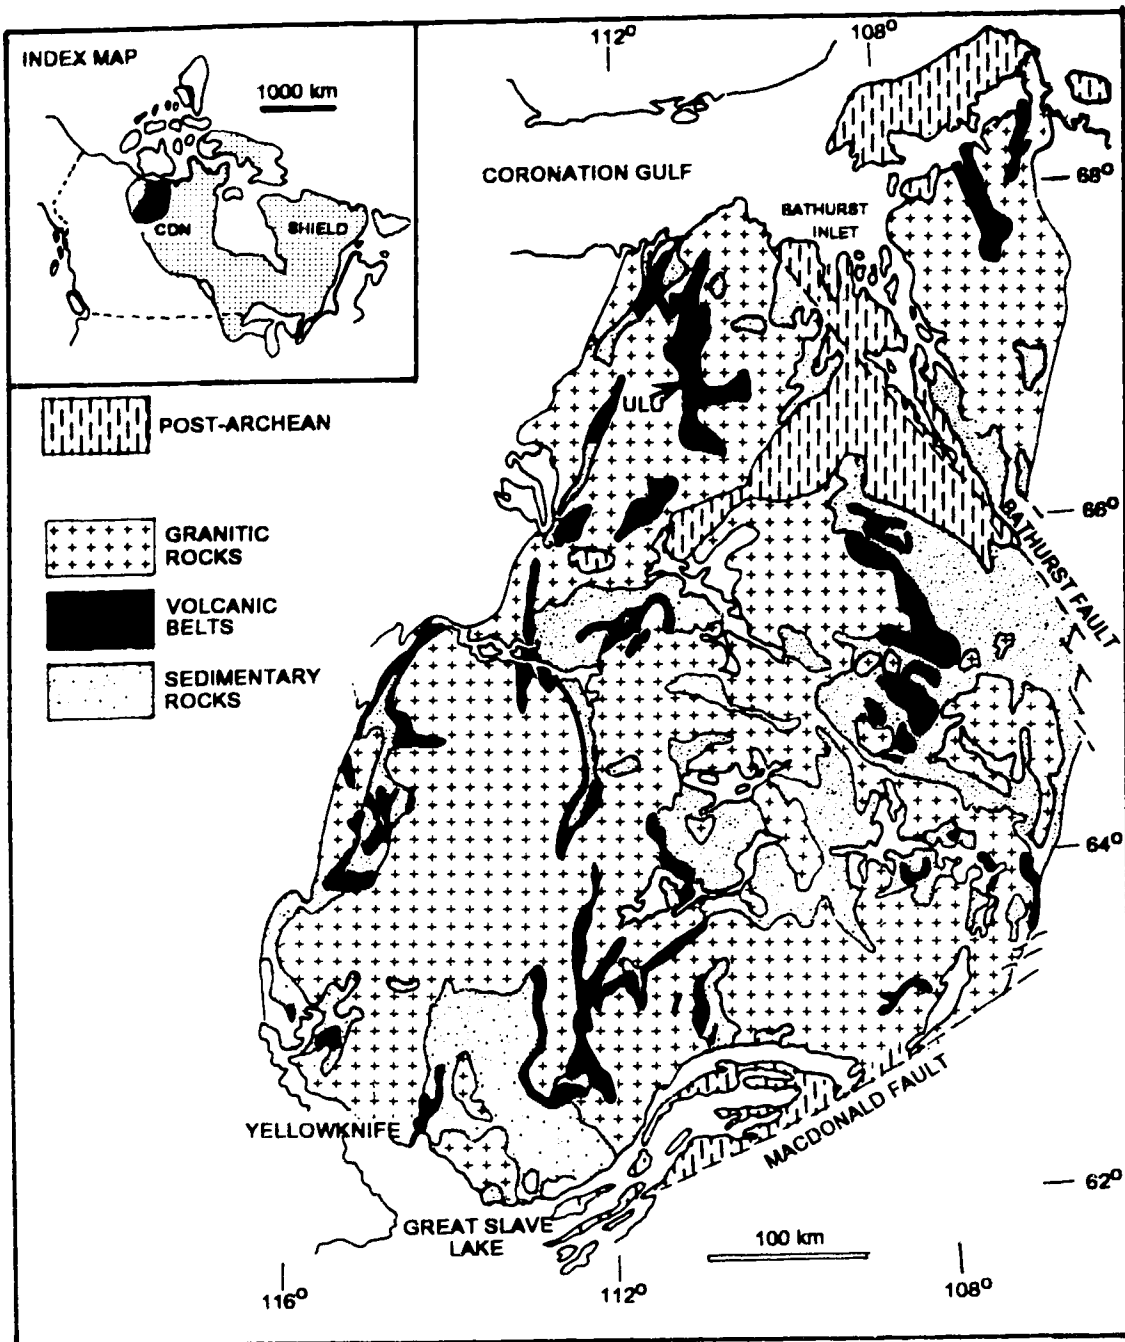 INDEX MAP
1000 km
CDN
SHIELD
112°
108°
68°
CORONATION GULF
BATHURST
INLET
ULU
POST-ARCHEAN
66°
BATHURST FAULT
GRANITIC
ROCKS
VOLCANIC
BELTS
SEDIMENTARY
ROCKS
64°
YELLOWKNIFE
MACDONALD FAULT
62°
GREAT SLAVE
LAKE
100 km
116°
112°
108°